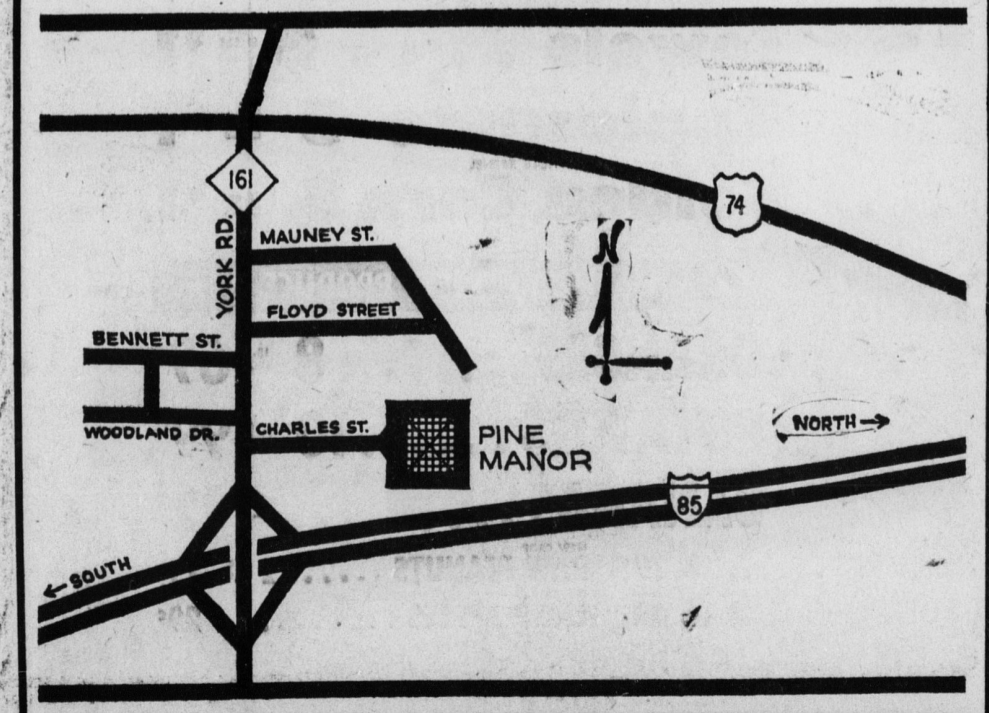 161
74
YORK RD.
MAUNEY ST.
N
FLOYD STREET
BENNETT ST.
WOODLAND DR.
CHARLES ST.
PINE
MANOR
NORTH →
85
← SOUTH